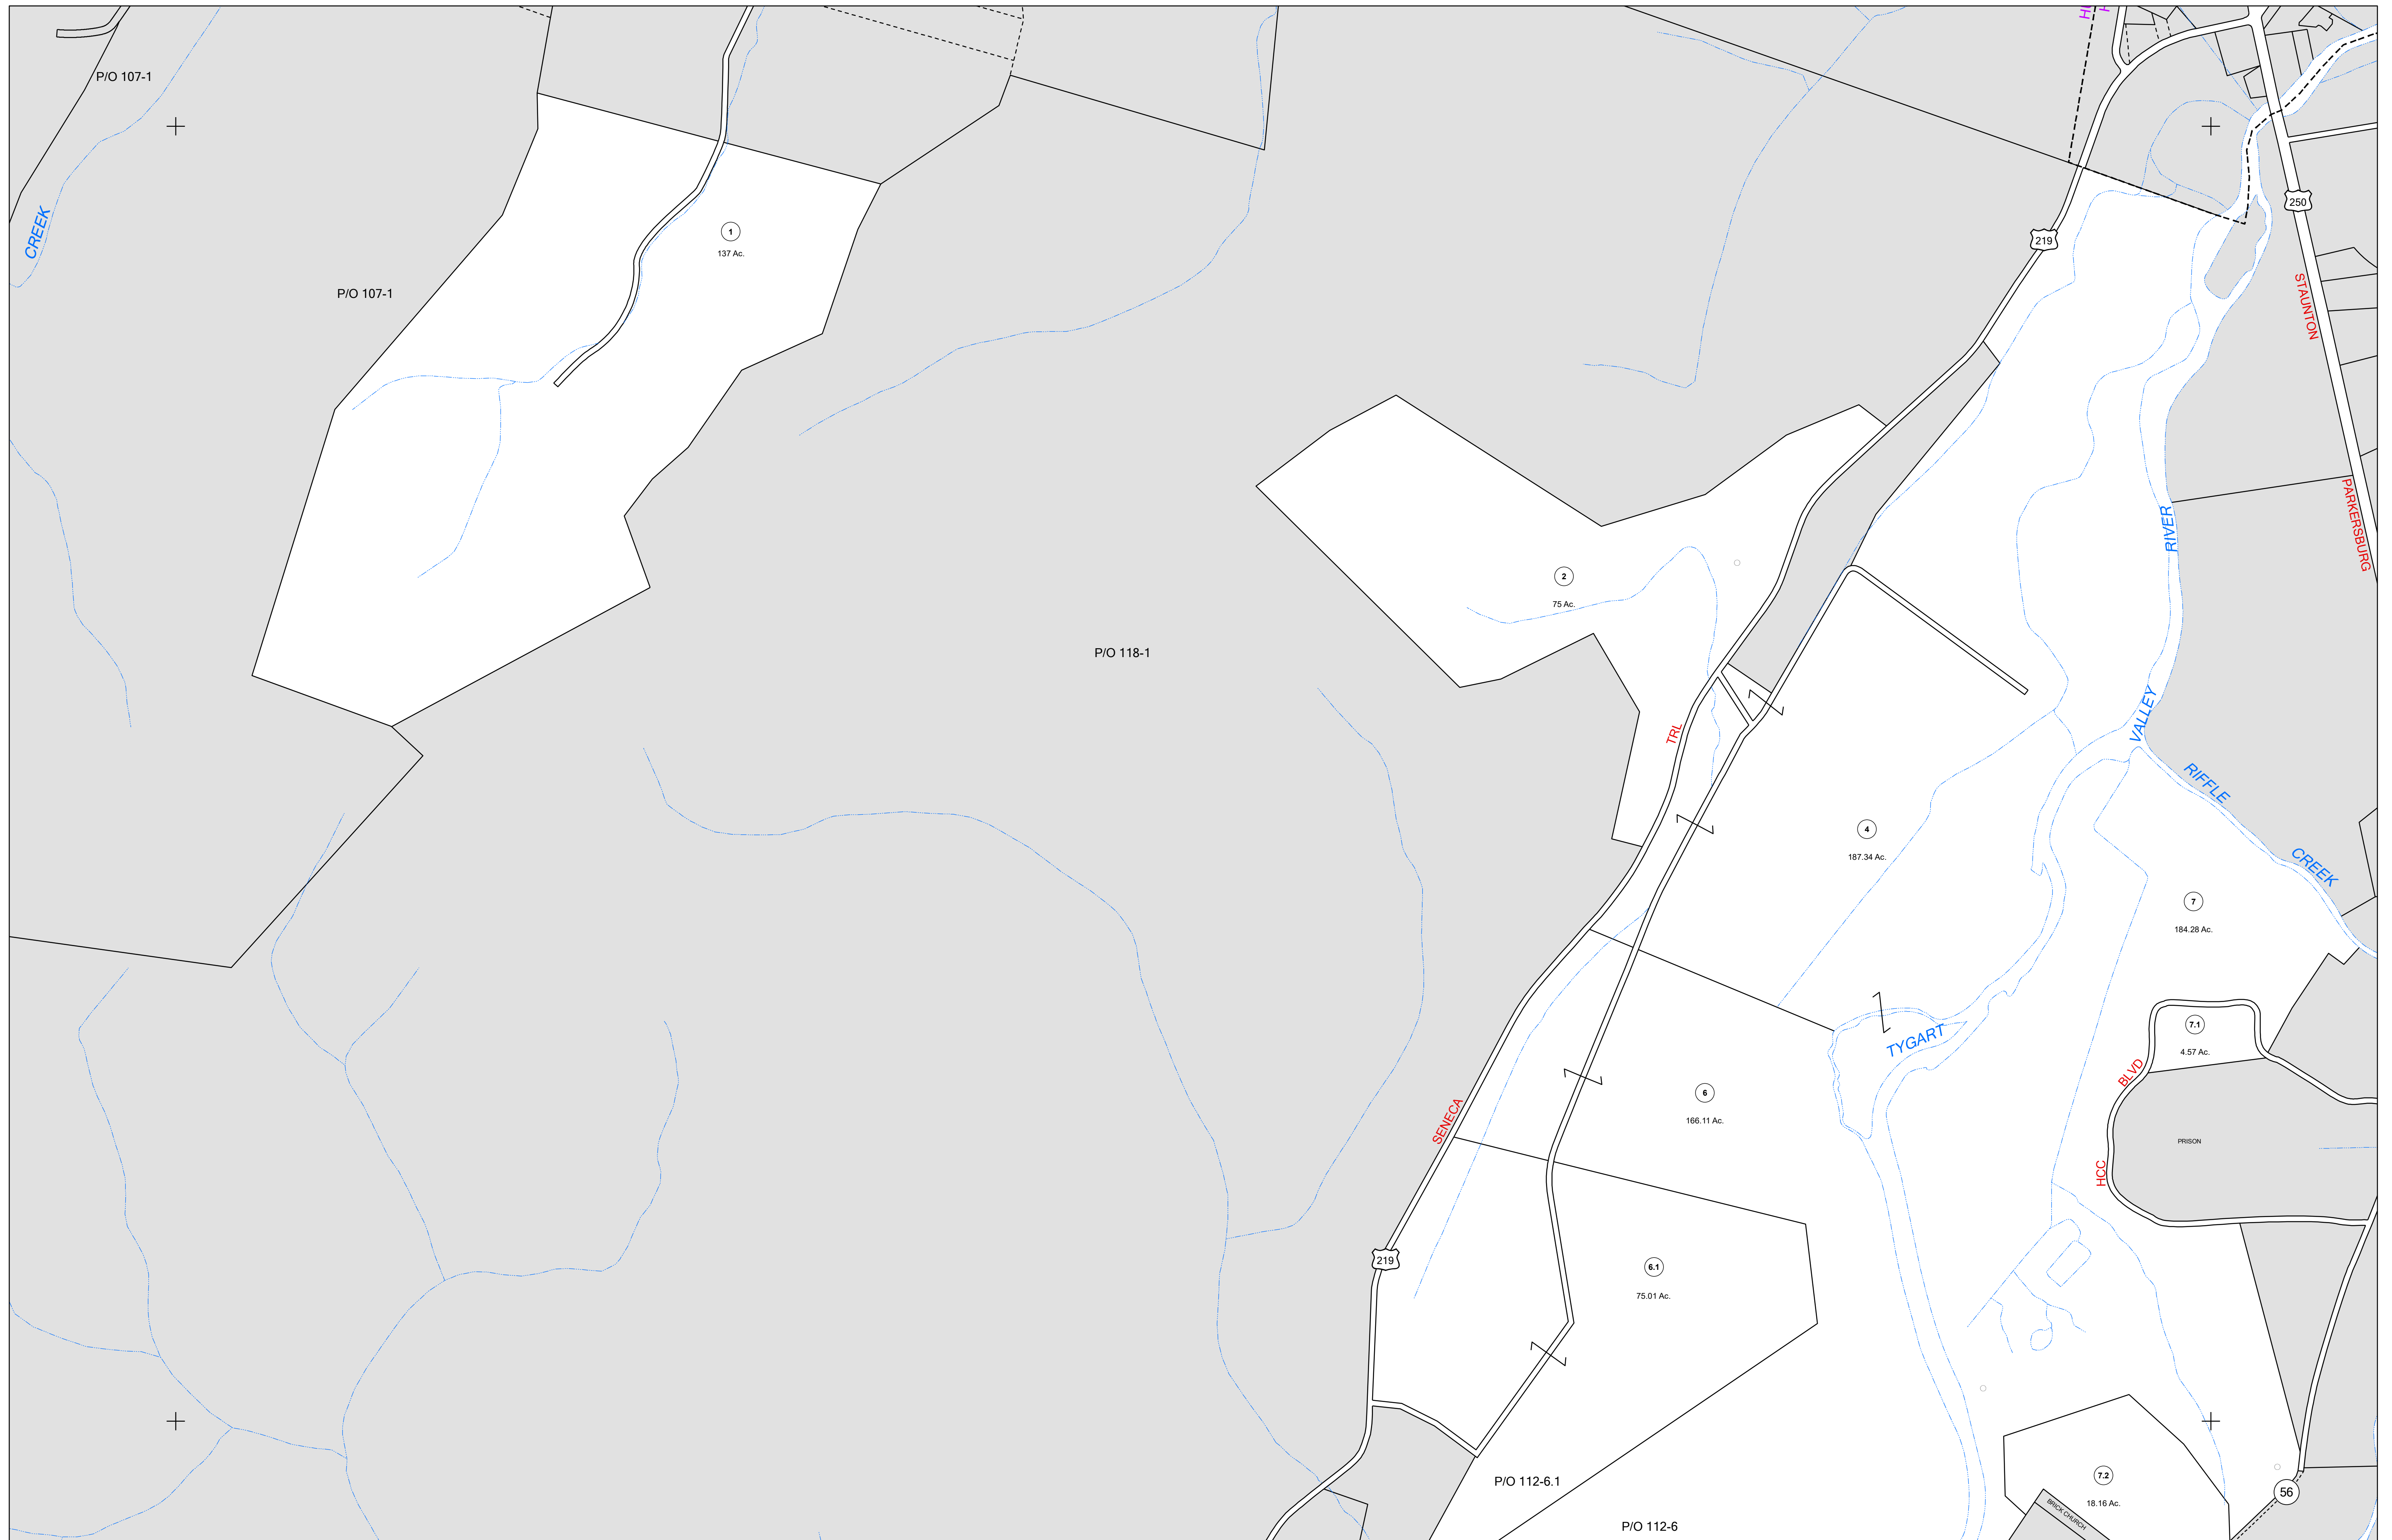 P/O 107-1
CREEK
P/O 107-1
1
137 Ac.
219
250
STAUNTON
PARKERSBURG
RIVER
VALLEY
RIFFLE
CREEK
2
75 Ac.
P/O 118-1
TRL
4
187.34 Ac.
7
184.28 Ac.
7.1
4.57 Ac.
TYGART
BLVD
6
166.11 Ac.
SENECA
PRISON
HCC
219
6.1
75.01 Ac.
P/O 112-6.1
7.2
18.16 Ac.
56
BRICK CHURCH
P/O 112-6